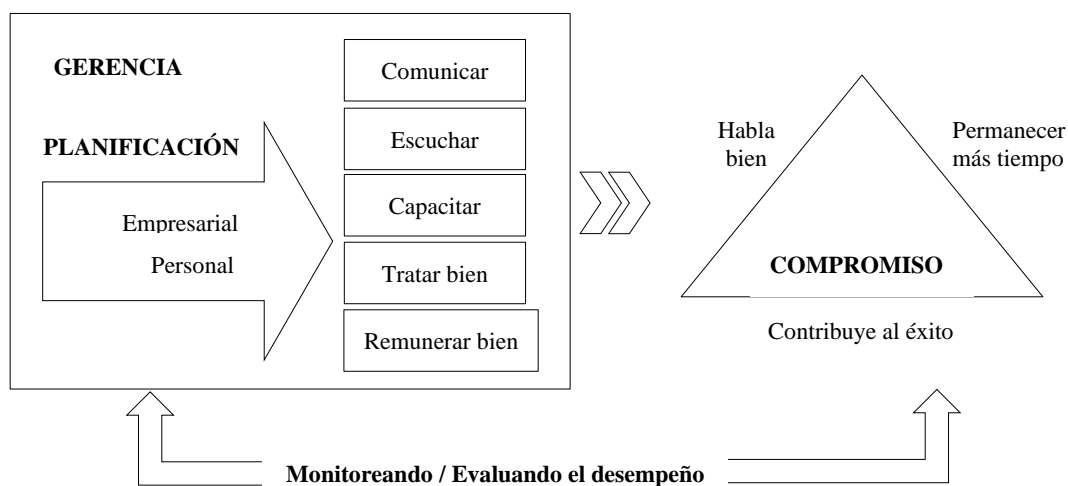 GERENCIA
PLANIFICACIÓN
Empresarial
Personal
Comunicar
Escuchar
Capacitar
Tratar bien
Remunerar bien
Habla
bien
Permanecer
más tiempo
COMPROMISO
Contribuye al éxito
Monitoreando / Evaluando el desempeño